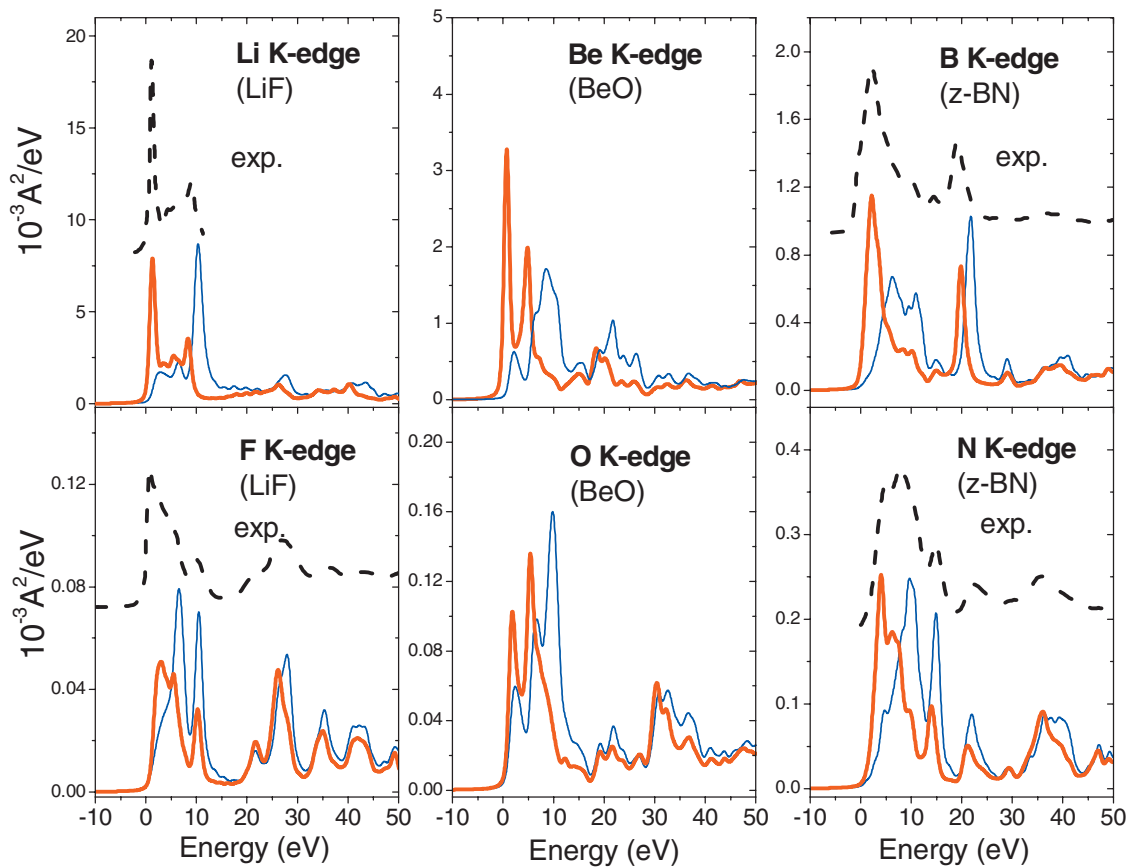 Li K-edge
(LiF)
exp.
20
15
10
5
0
10⁻³A²/eV
Be K-edge
(BeO)
5
4
3
2
1
0
B K-edge
(z-BN)
exp.
2.0
1.6
1.2
0.8
0.4
0.0
F K-edge
(LiF)
exp.
0.12
0.08
0.04
0.00
10⁻³A²/eV
-10 0 10 20 30 40 50
Energy (eV)
O K-edge
(BeO)
0.20
0.16
0.12
0.08
0.04
0.00
-10 0 10 20 30 40 50
Energy (eV)
N K-edge
(z-BN)
exp.
0.4
0.3
0.2
0.1
0.0
-10 0 10 20 30 40 50
Energy (eV)